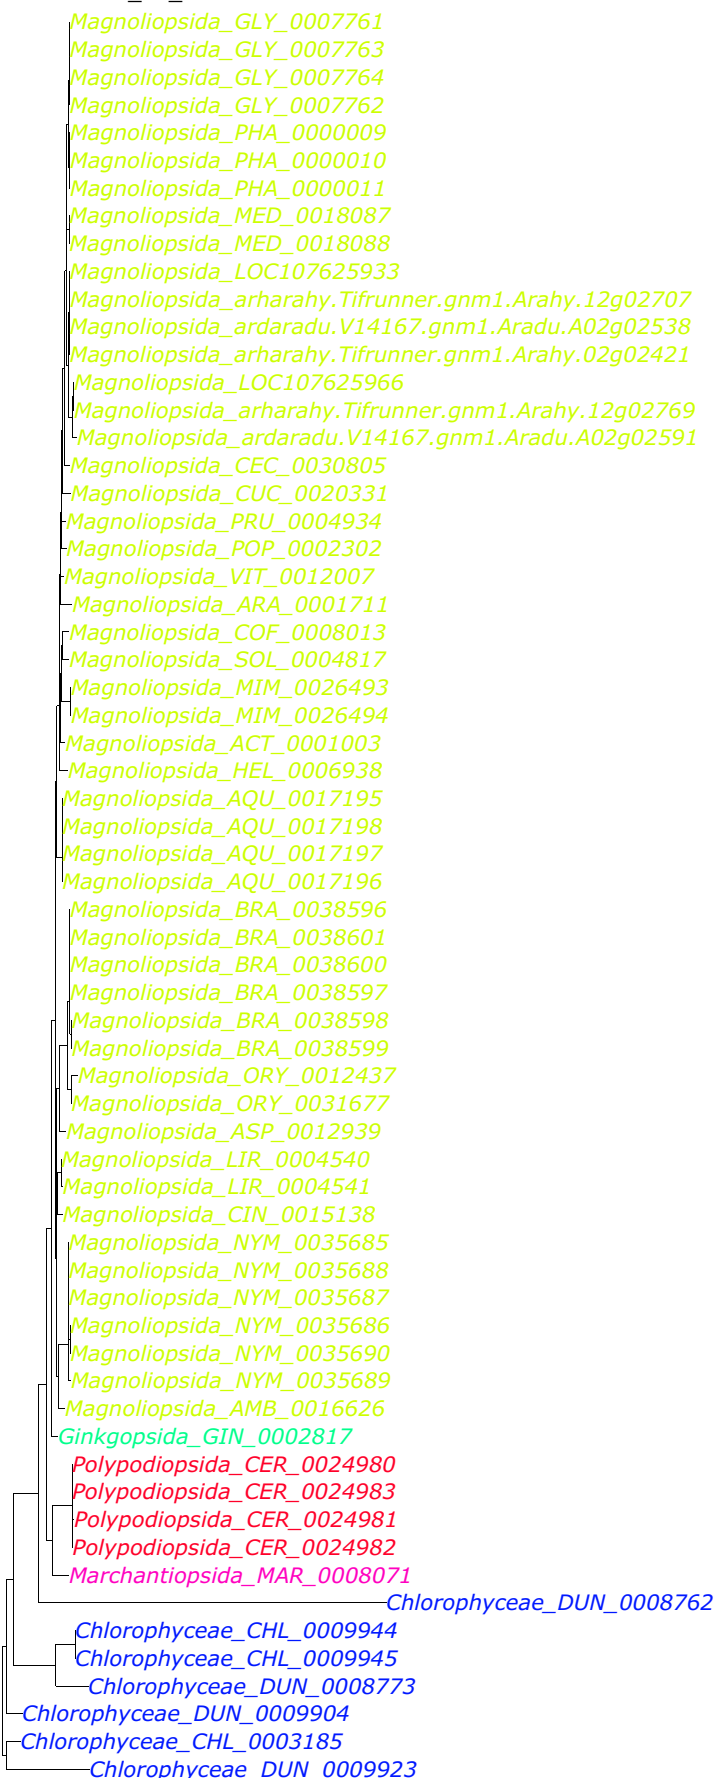 Magnoliopsida_GLY_0007761
Magnoliopsida_GLY_0007763
Magnoliopsida_GLY_0007764
Magnoliopsida_GLY_0007762
Magnoliopsida_PHA_0000009
Magnoliopsida_PHA_0000010
Magnoliopsida_PHA_0000011
Magnoliopsida_MED_0018087
Magnoliopsida_MED_0018088
Magnoliopsida_LOC107625933
Magnoliopsida_arharahy.Tifrunner.gnm1.Arahy.12g02707
Magnoliopsida_ardaradu.V14167.gnm1.Aradu.A02g02538
Magnoliopsida_arharahy.Tifrunner.gnm1.Arahy.02g02421
Magnoliopsida_LOC107625966
Magnoliopsida_arharahy.Tifrunner.gnm1.Arahy.12g02769
Magnoliopsida_ardaradu.V14167.gnm1.Aradu.A02g02591
Magnoliopsida_CEC_0030805
Magnoliopsida_CUC_0020331
Magnoliopsida_PRU_0004934
Magnoliopsida_POP_0002302
Magnoliopsida_VIT_0012007
Magnoliopsida_ARA_0001711
Magnoliopsida_COF_0008013
Magnoliopsida_SOL_0004817
Magnoliopsida_MIM_0026493
Magnoliopsida_MIM_0026494
Magnoliopsida_ACT_0001003
Magnoliopsida_HEL_0006938
Magnoliopsida_AQU_0017195
Magnoliopsida_AQU_0017198
Magnoliopsida_AQU_0017197
Magnoliopsida_AQU_0017196
Magnoliopsida_BRA_0038596
Magnoliopsida_BRA_0038601
Magnoliopsida_BRA_0038600
Magnoliopsida_BRA_0038597
Magnoliopsida_BRA_0038598
Magnoliopsida_BRA_0038599
Magnoliopsida_ORY_0012437
Magnoliopsida_ORY_0031677
Magnoliopsida_ASP_0012939
Magnoliopsida_LIR_0004540
Magnoliopsida_LIR_0004541
Magnoliopsida_CIN_0015138
Magnoliopsida_NYM_0035685
Magnoliopsida_NYM_0035688
Magnoliopsida_NYM_0035687
Magnoliopsida_NYM_0035686
Magnoliopsida_NYM_0035690
Magnoliopsida_NYM_0035689
Magnoliopsida_AMB_0016626
Ginkgopsida_GIN_0002817
Polypodiopsida_CER_0024980
Polypodiopsida_CER_0024983
Polypodiopsida_CER_0024981
Polypodiopsida_CER_0024982
Marchantiopsida_MAR_0008071
Chlorophyceae_DUN_0008762
Chlorophyceae_CHL_0009944
Chlorophyceae_CHL_0009945
Chlorophyceae_DUN_0008773
Chlorophyceae_DUN_0009904
Chlorophyceae_CHL_0003185
Chlorophyceae_DUN_0009923